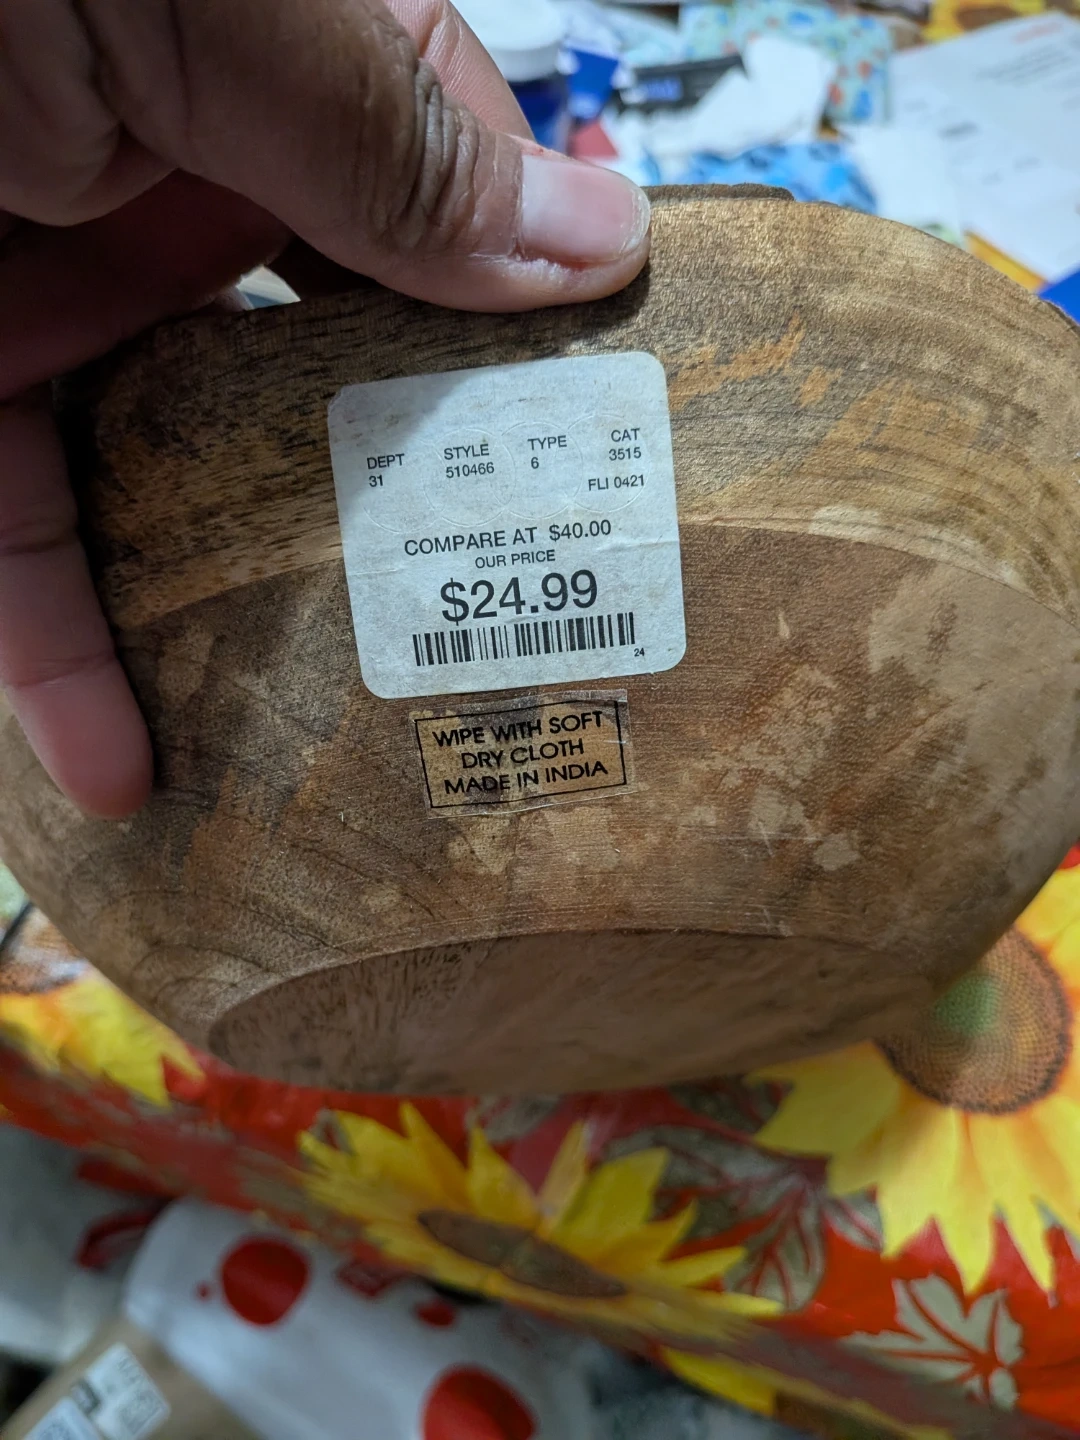 DEPT STYLE TYPE CAT
31 510466 6 3515
FLI 0421
COMPARE AT $40.00
OUR PRICE
$24.99
24
WIPE WITH SOFT
DRY CLOTH
MADE IN INDIA